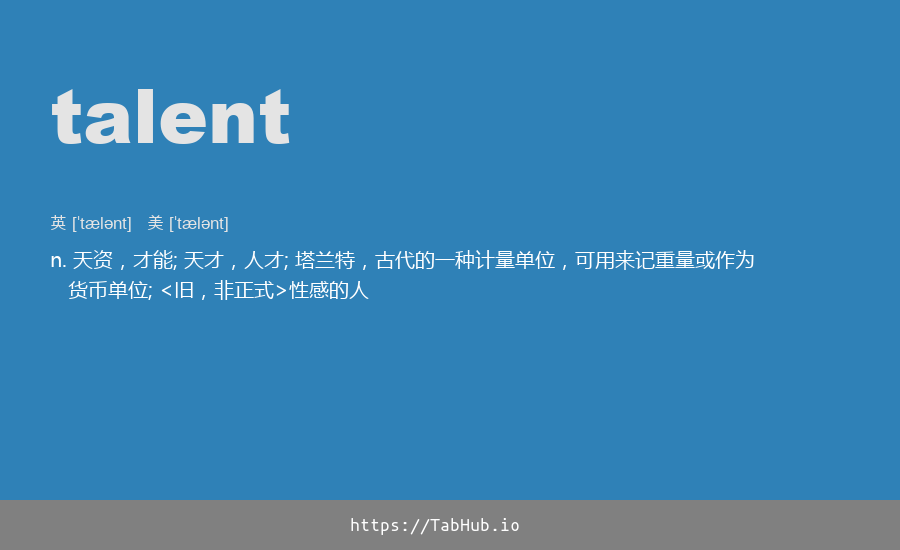 talent
英 [ˈtælənt] 美 [ˈtælənt]
n. 天资，才能; 天才，人才; 塔兰特，古代的一种计量单位，可用来记重量或作为
货币单位; <旧，非正式>性感的人
https://TabHub.io